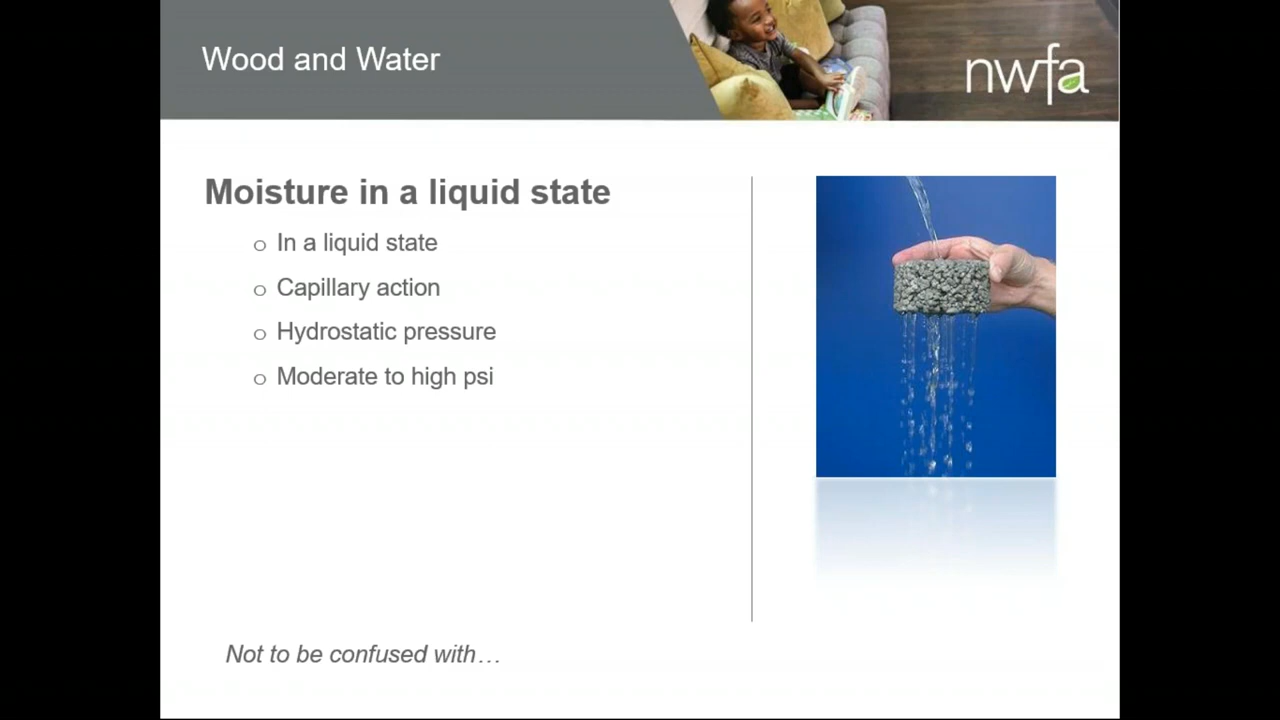 Wood and Water
nwfa
Moisture in a liquid state
o In a liquid state
o Capillary action
o Hydrostatic pressure
o Moderate to high psi
Not to be confused with…